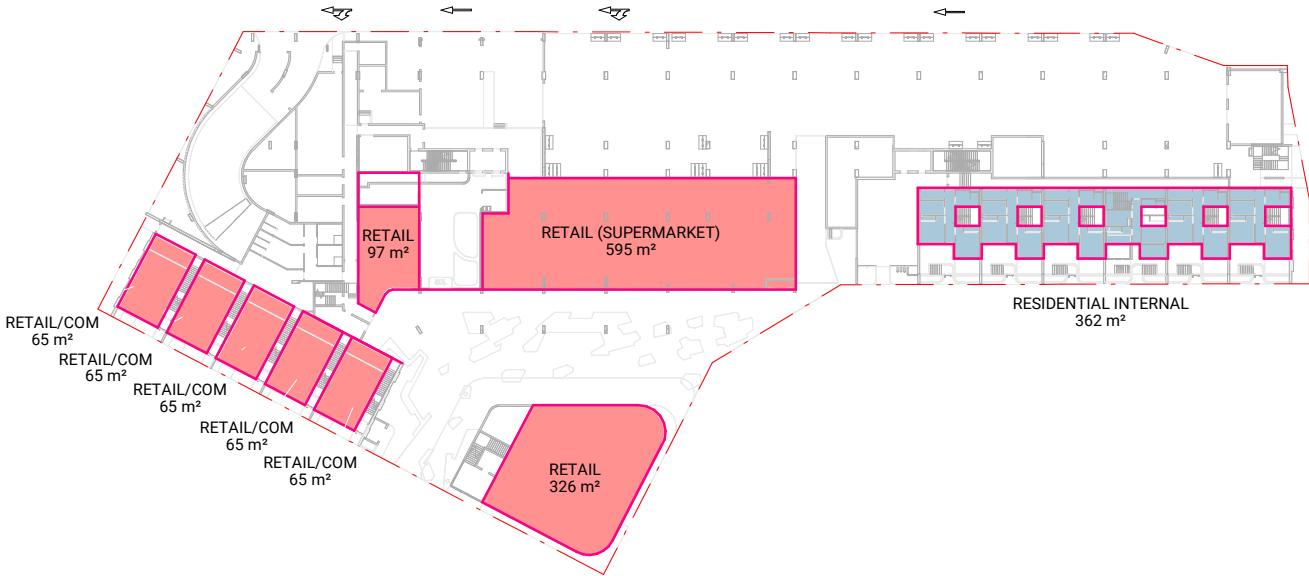 RETAIL
97 m²
RETAIL (SUPERMARKET)
595 m²
RESIDENTIAL INTERNAL
362 m²
RETAIL/COM
65 m²
RETAIL/COM
65 m²
RETAIL/COM
65 m²
RETAIL/COM
65 m²
RETAIL/COM
65 m²
RETAIL
326 m²